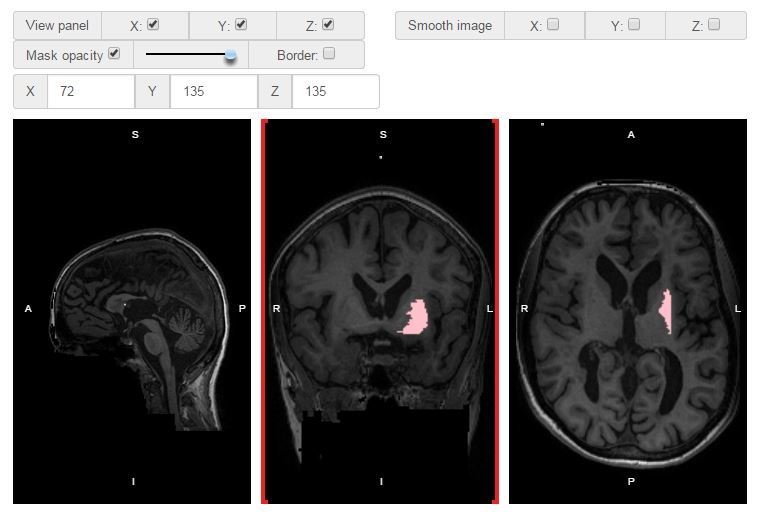 View panel X: Y: Z: Smooth image X: Y: Z:
Mask opacity Border:
X 72 Y 135 Z 135
S S A
A P R L R L
I I P